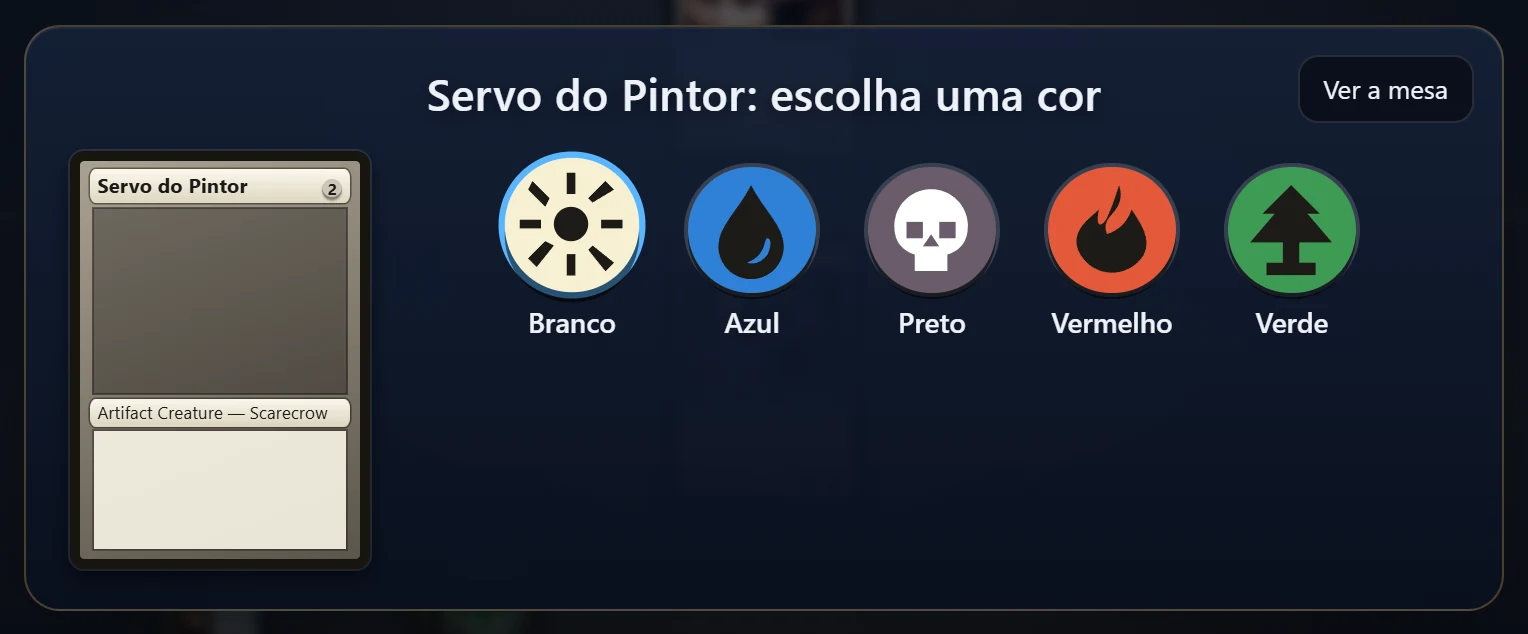 Servo do Pintor: escolha uma cor
Ver a mesa
Servo do Pintor
2
Artifact Creature — Scarecrow
Branco
Azul
Preto
Vermelho
Verde